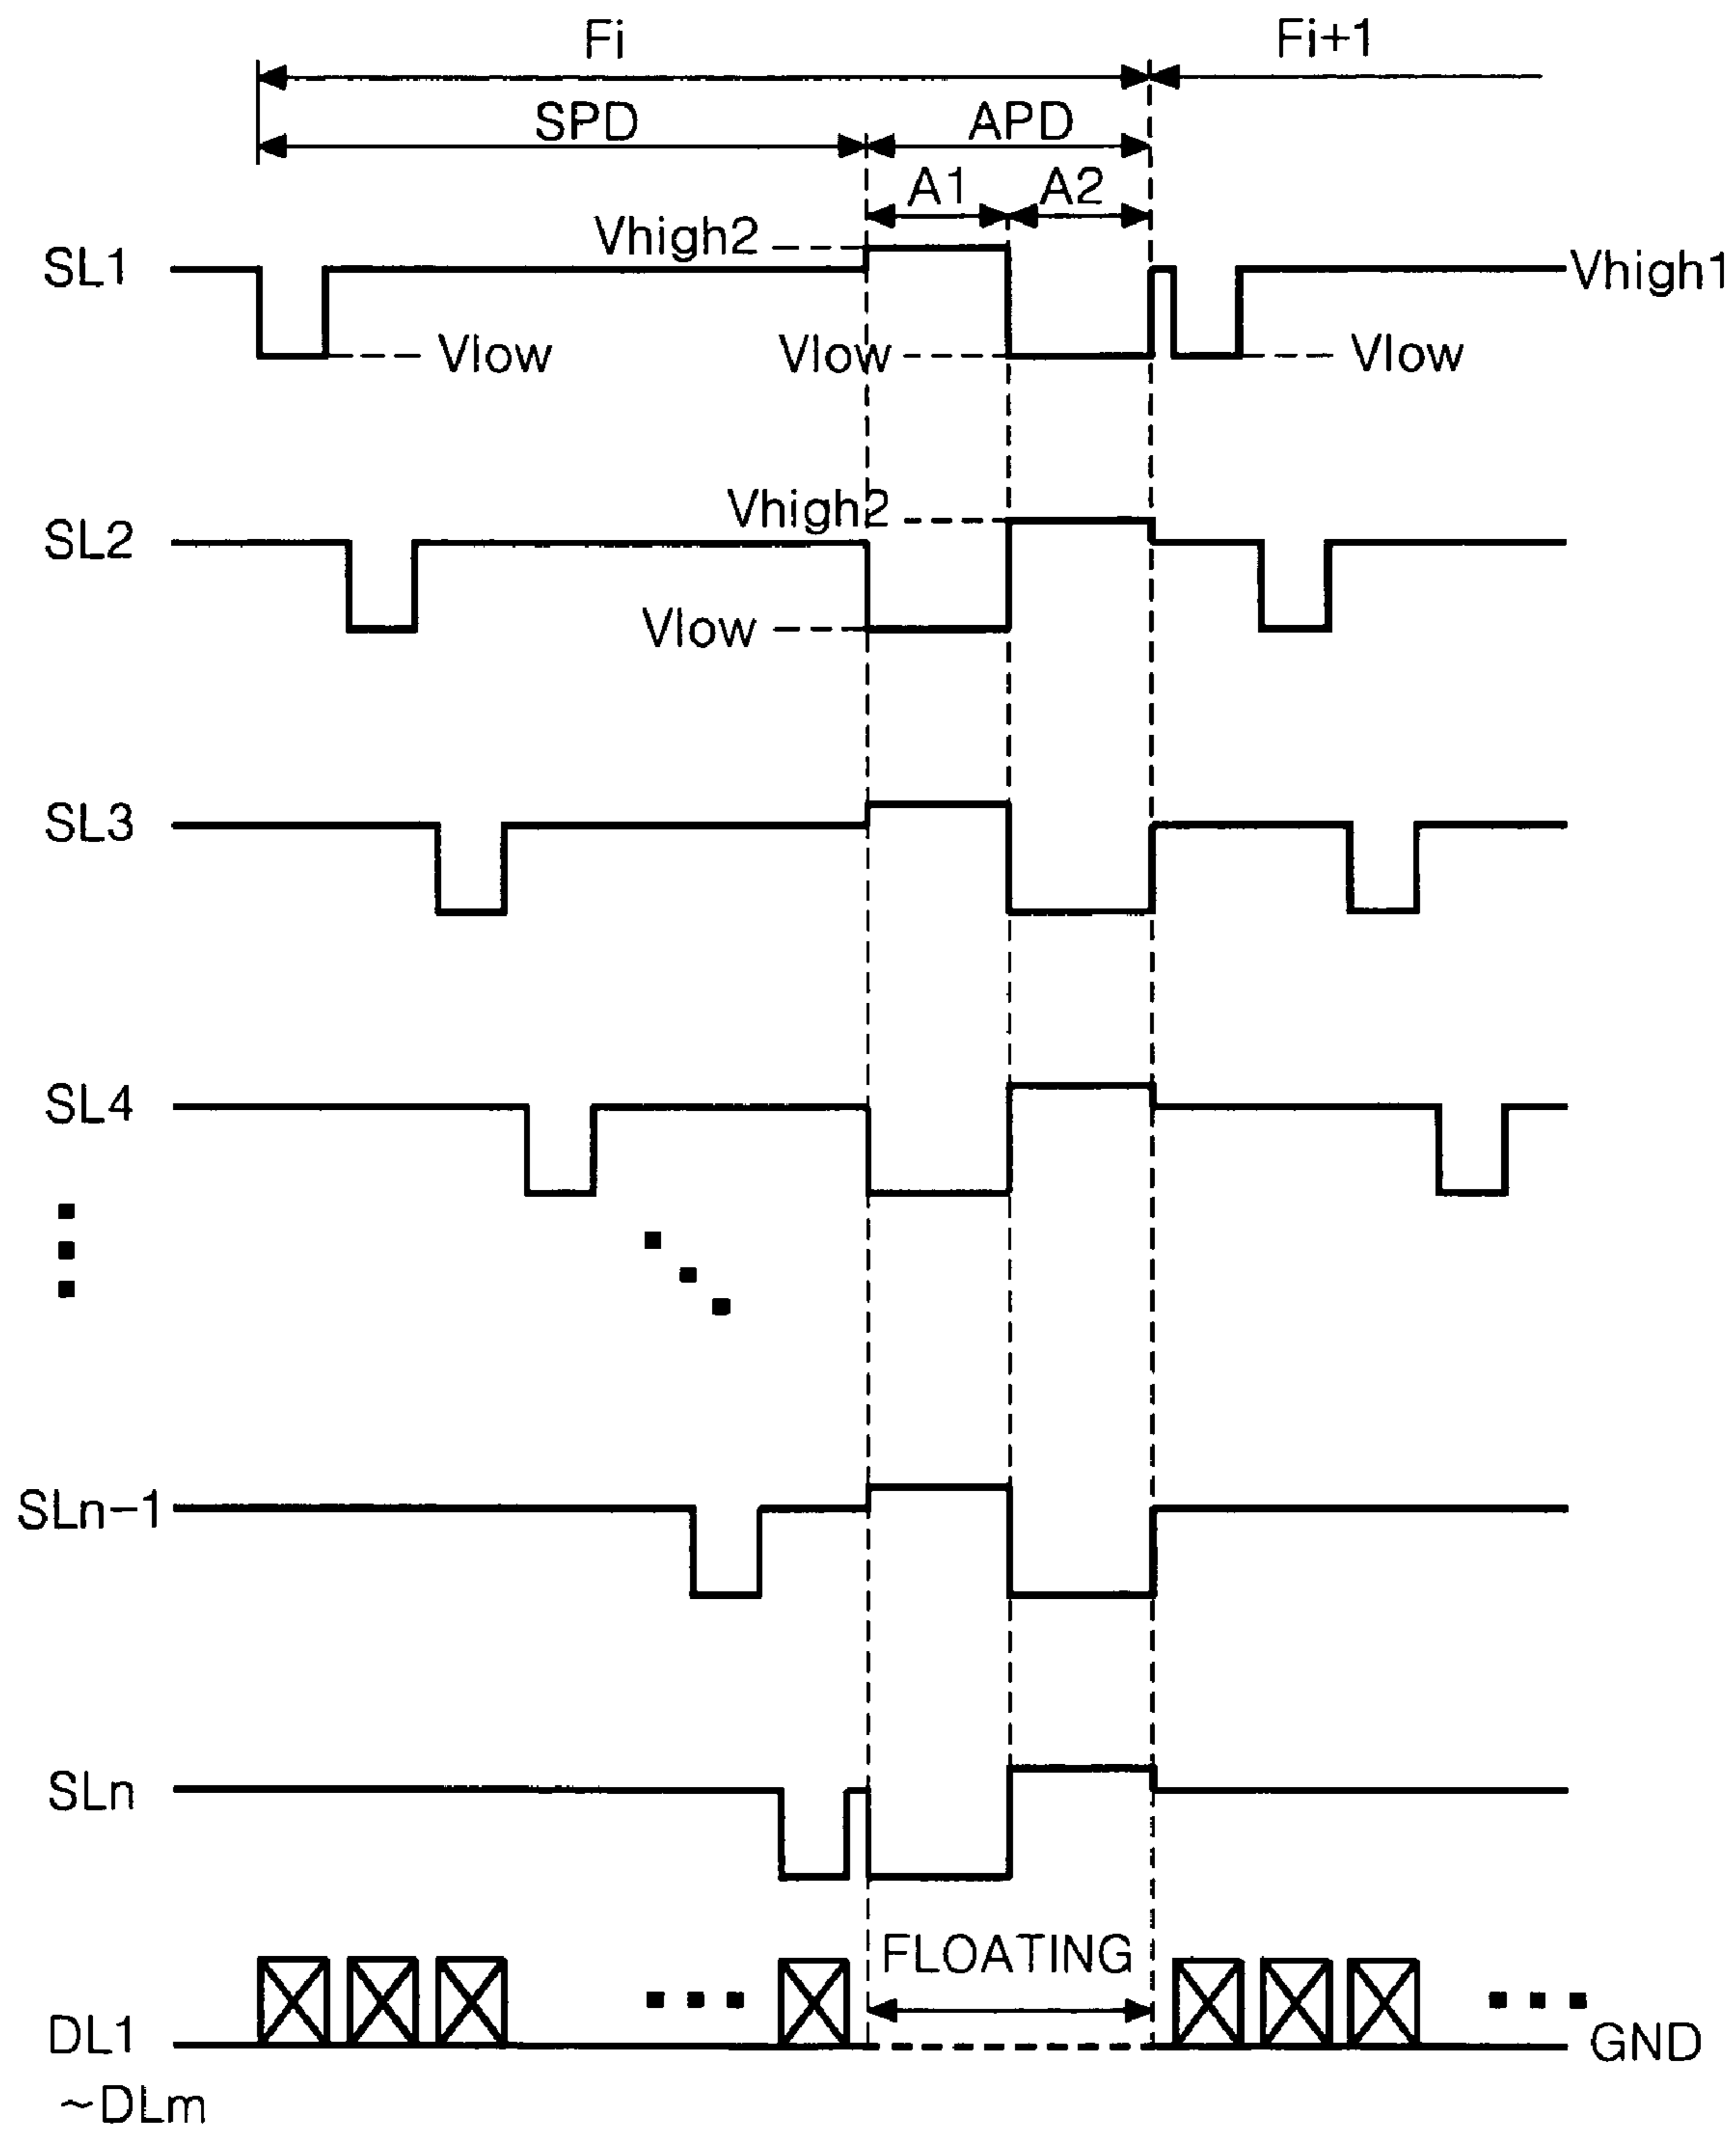 Fi
Fi+1
SPD
APD
A1
A2
Vhigh2
SL1
Vhigh1
Vlow
Vlow
Vlow
Vhigh2
SL2
Vlow
SL3
SL4
SLn-1
SLn
FLOATING
DL1
GND
~DLm